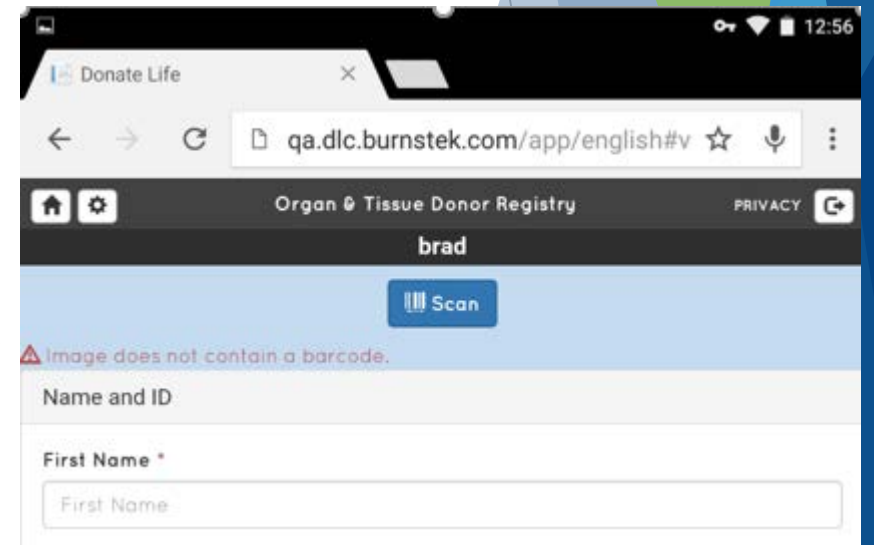 12:56
Donate Life
qa.dlc.burnstek.com/app/english#v
Organ & Tissue Donor Registry PRIVACY
brad
Scan
Image does not contain a barcode.
Name and ID
First Name *
First Name